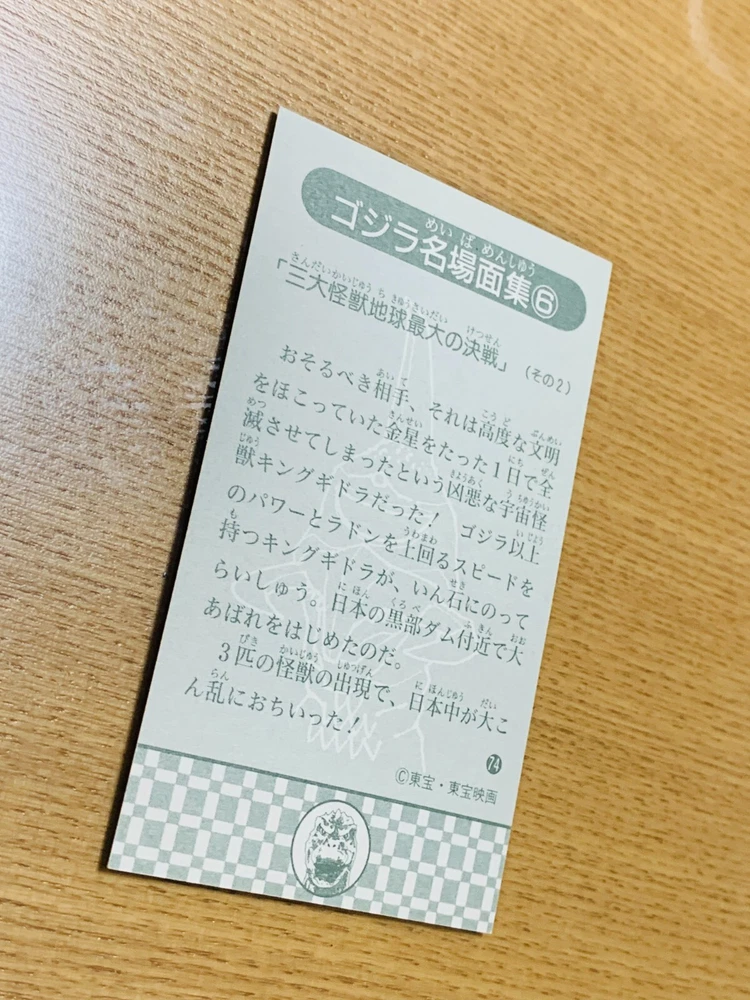 ゴジラ名場面集⑥
「三大怪獣地球最大の決戦」(その2)
おそるべき相手、それは高度な文明
をほこっていた金星をたった1日で全
滅させてしまったという凶悪な宇宙怪
獣キングギドラだった! ゴジラ以上
のパワーとラドンを上回るスピードを
持つキングギドラが、いん石にのって
らいしゅう。日本の黒部ダム付近で大
あばれをはじめたのだ。
3匹の怪獣の出現で、日本中が大こ
ん乱におちいった!
74
©東宝・東宝映画